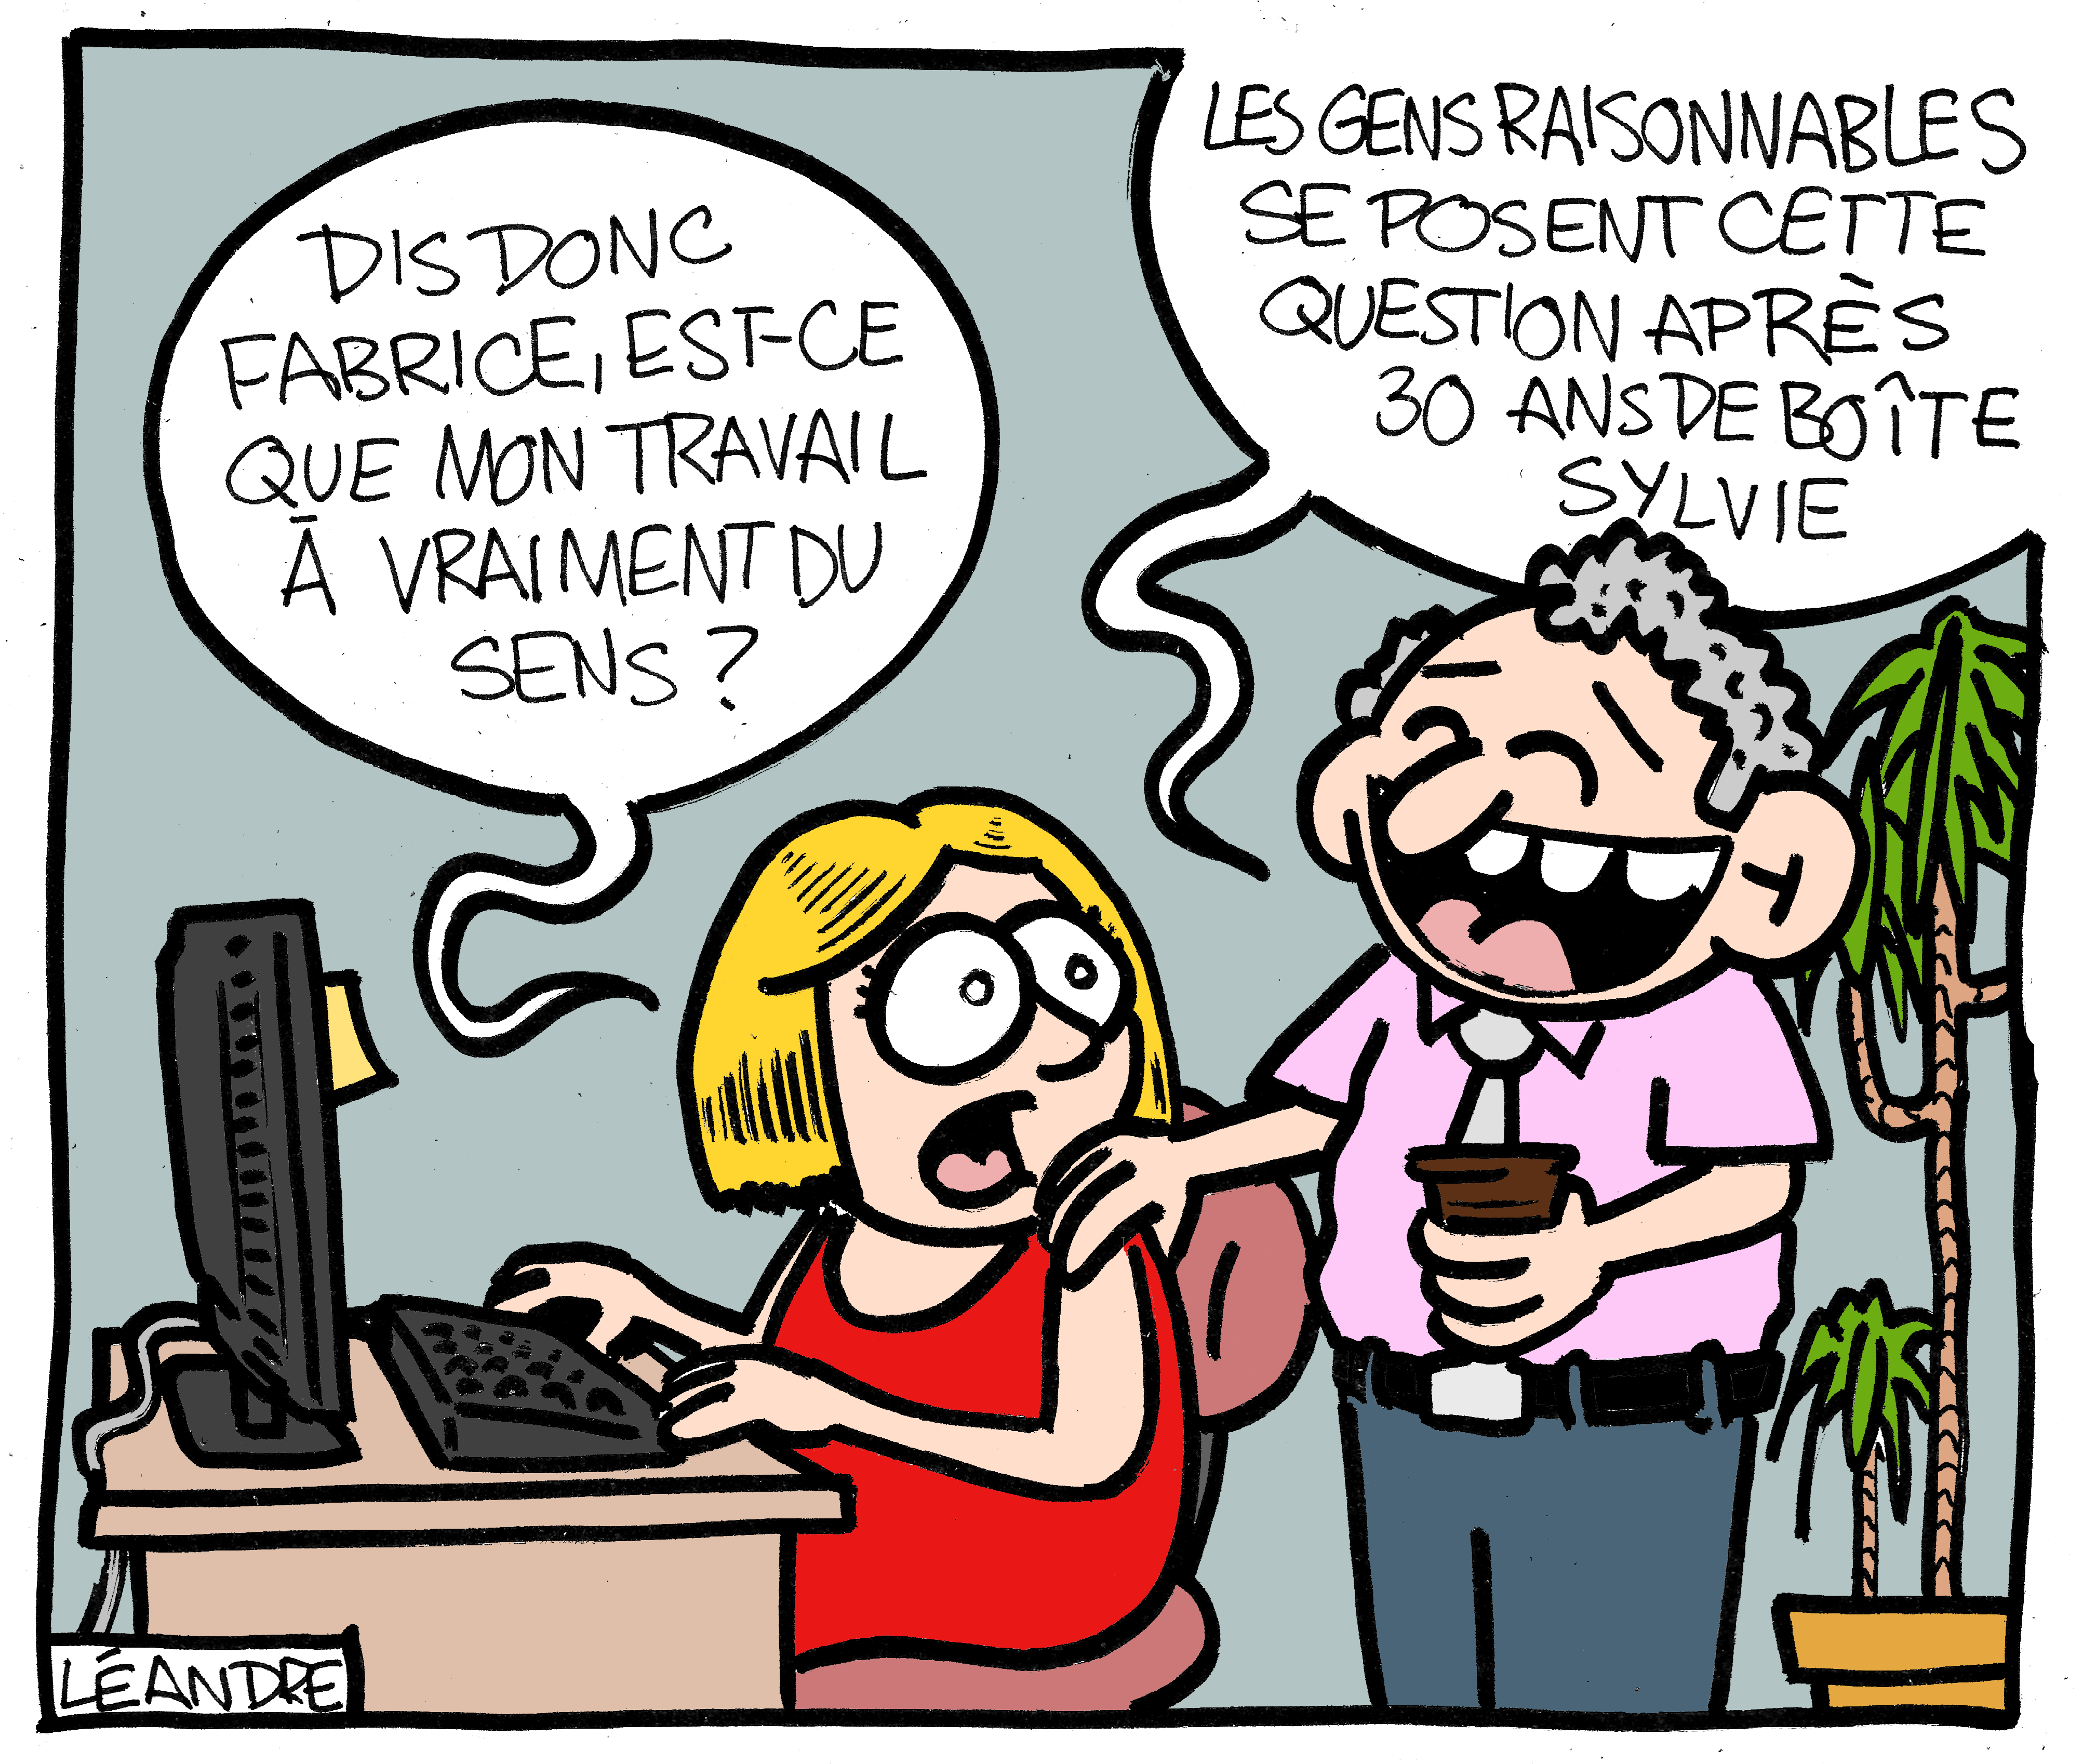 DIS DONC
FABRICE, EST-CE
QUE MON TRAVAIL
À VRAIMENT DU
SENS ?
LES GENS RAISONNABLES
SE POSENT CETTE
QUESTION APRÈS
30 ANS DE BOÎTE
SYLVIE
LÉANDRE